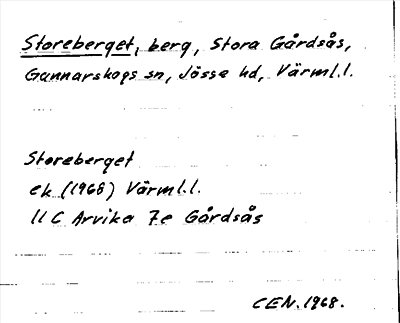 Storeberget, berg, Stora Gårdsås,
Gunnarskogs sn, Jösse hd, Värml.l.
Storeberget
ek (1968) Värml.l.
11 C Arvika 7e Gårdsås
CEN. 1968.